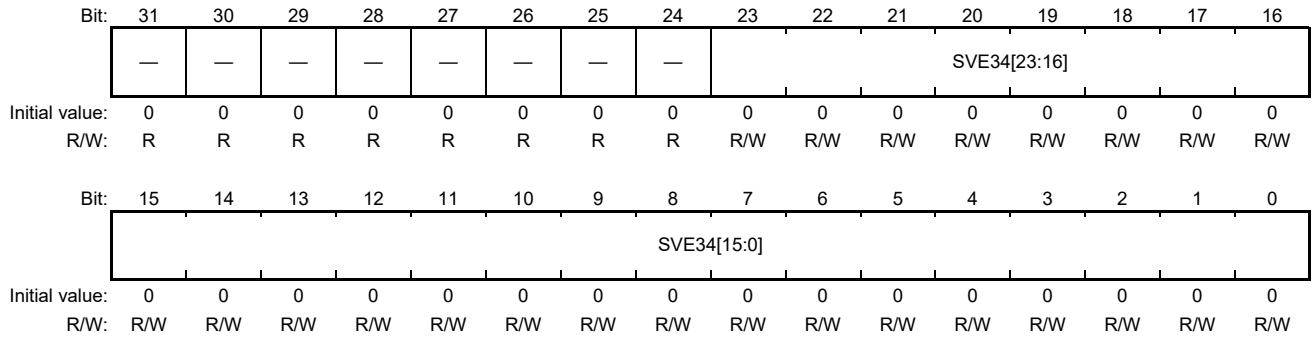 Bit: 31 30 29 28 27 26 25 24 23 22 21 20 19 18 17 16
— — — — — — — — SVE34[23:16]
Initial value: 0 0 0 0 0 0 0 0 0 0 0 0 0 0 0 0
R/W: R R R R R R R R R/W R/W R/W R/W R/W R/W R/W R/W
Bit: 15 14 13 12 11 10 9 8 7 6 5 4 3 2 1 0
SVE34[15:0]
Initial value: 0 0 0 0 0 0 0 0 0 0 0 0 0 0 0 0
R/W: R/W R/W R/W R/W R/W R/W R/W R/W R/W R/W R/W R/W R/W R/W R/W R/W